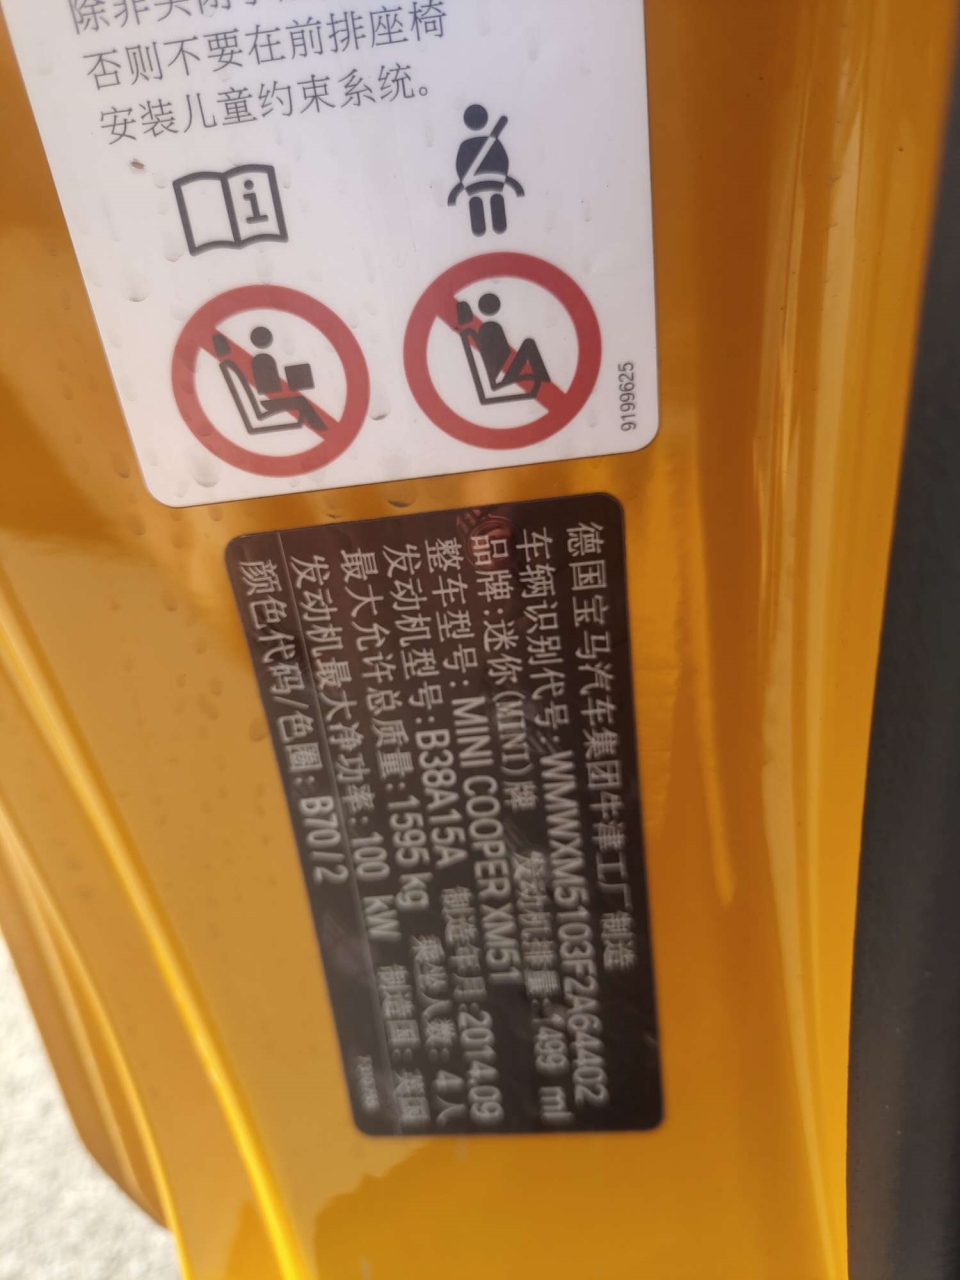 否则不要在前排座椅
安装儿童约束系统。
9199625
德国宝马汽车集团牛津工厂制造
车辆识别代号:WMWXM5103F2A64402
品牌:迷你(MINI)牌 发动机排量:1499 ml
整车型号:MINI COOPER XM51
发动机型号:B38A15A 制造年月:2014.09
最大允许总质量:1595 kg 乘坐人数:4人
发动机最大净功率:100 kW 制造国:英国
颜色代码/色圈:B70/2